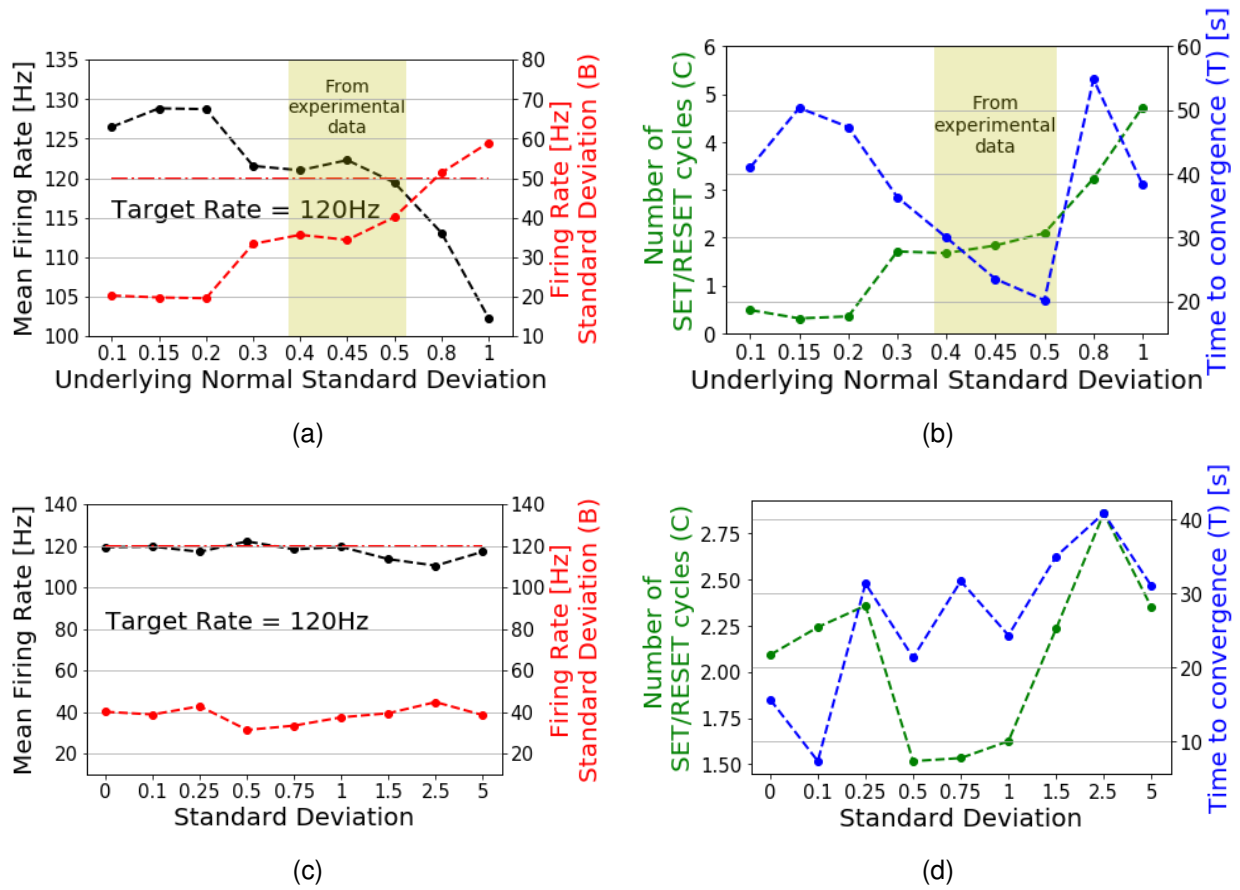 Mean Firing Rate [Hz]
135
130
125
120
115
110
105
100
From
experimental
data
Target Rate = 120Hz
80
70
60
50
40
30
20
10
Firing Rate [Hz]
Standard Deviation (B)
0.1 0.15 0.2 0.3 0.4 0.45 0.5 0.8 1
Underlying Normal Standard Deviation
(a)
Number of
SET/RESET cycles (C)
6
5
4
3
2
1
0
From
experimental
data
60
50
40
30
20
Time to convergence (T) [s]
0.1 0.15 0.2 0.3 0.4 0.45 0.5 0.8 1
Underlying Normal Standard Deviation
(b)
Mean Firing Rate [Hz]
140
120
100
80
60
40
20
Target Rate = 120Hz
140
120
100
80
60
40
20
Firing Rate [Hz]
Standard Deviation (B)
0 0.1 0.25 0.5 0.75 1 1.5 2.5 5
Standard Deviation
(c)
Number of
SET/RESET cycles (C)
2.75
2.50
2.25
2.00
1.75
1.50
40
30
20
10
Time to convergence (T) [s]
0 0.1 0.25 0.5 0.75 1 1.5 2.5 5
Standard Deviation
(d)